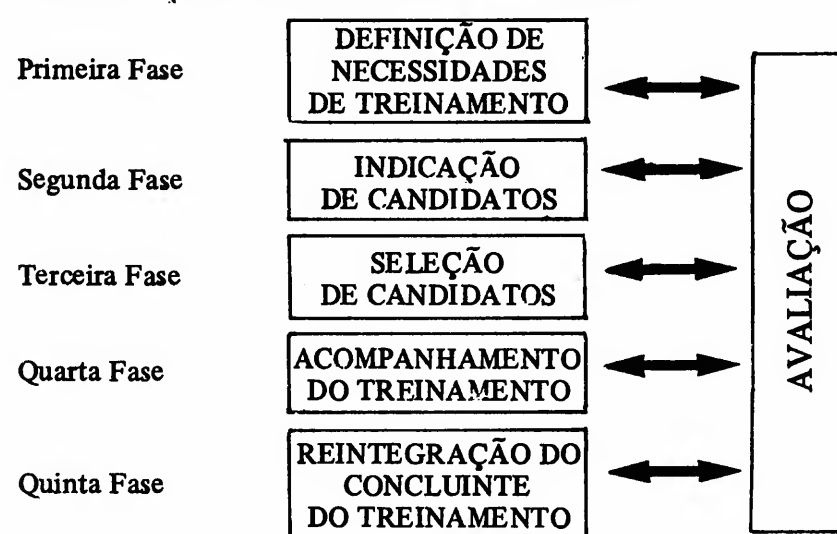 Primeira Fase
DEFINIÇÃO DE
NECESSIDADES
DE TREINAMENTO
Segunda Fase
INDICAÇÃO
DE CANDIDATOS
Terceira Fase
SELEÇÃO
DE CANDIDATOS
Quarta Fase
ACOMPANHAMENTO
DO TREINAMENTO
Quinta Fase
REINTEGRAÇÃO DO
CONCLUINTE
DO TREINAMENTO
AVALIAÇÃO